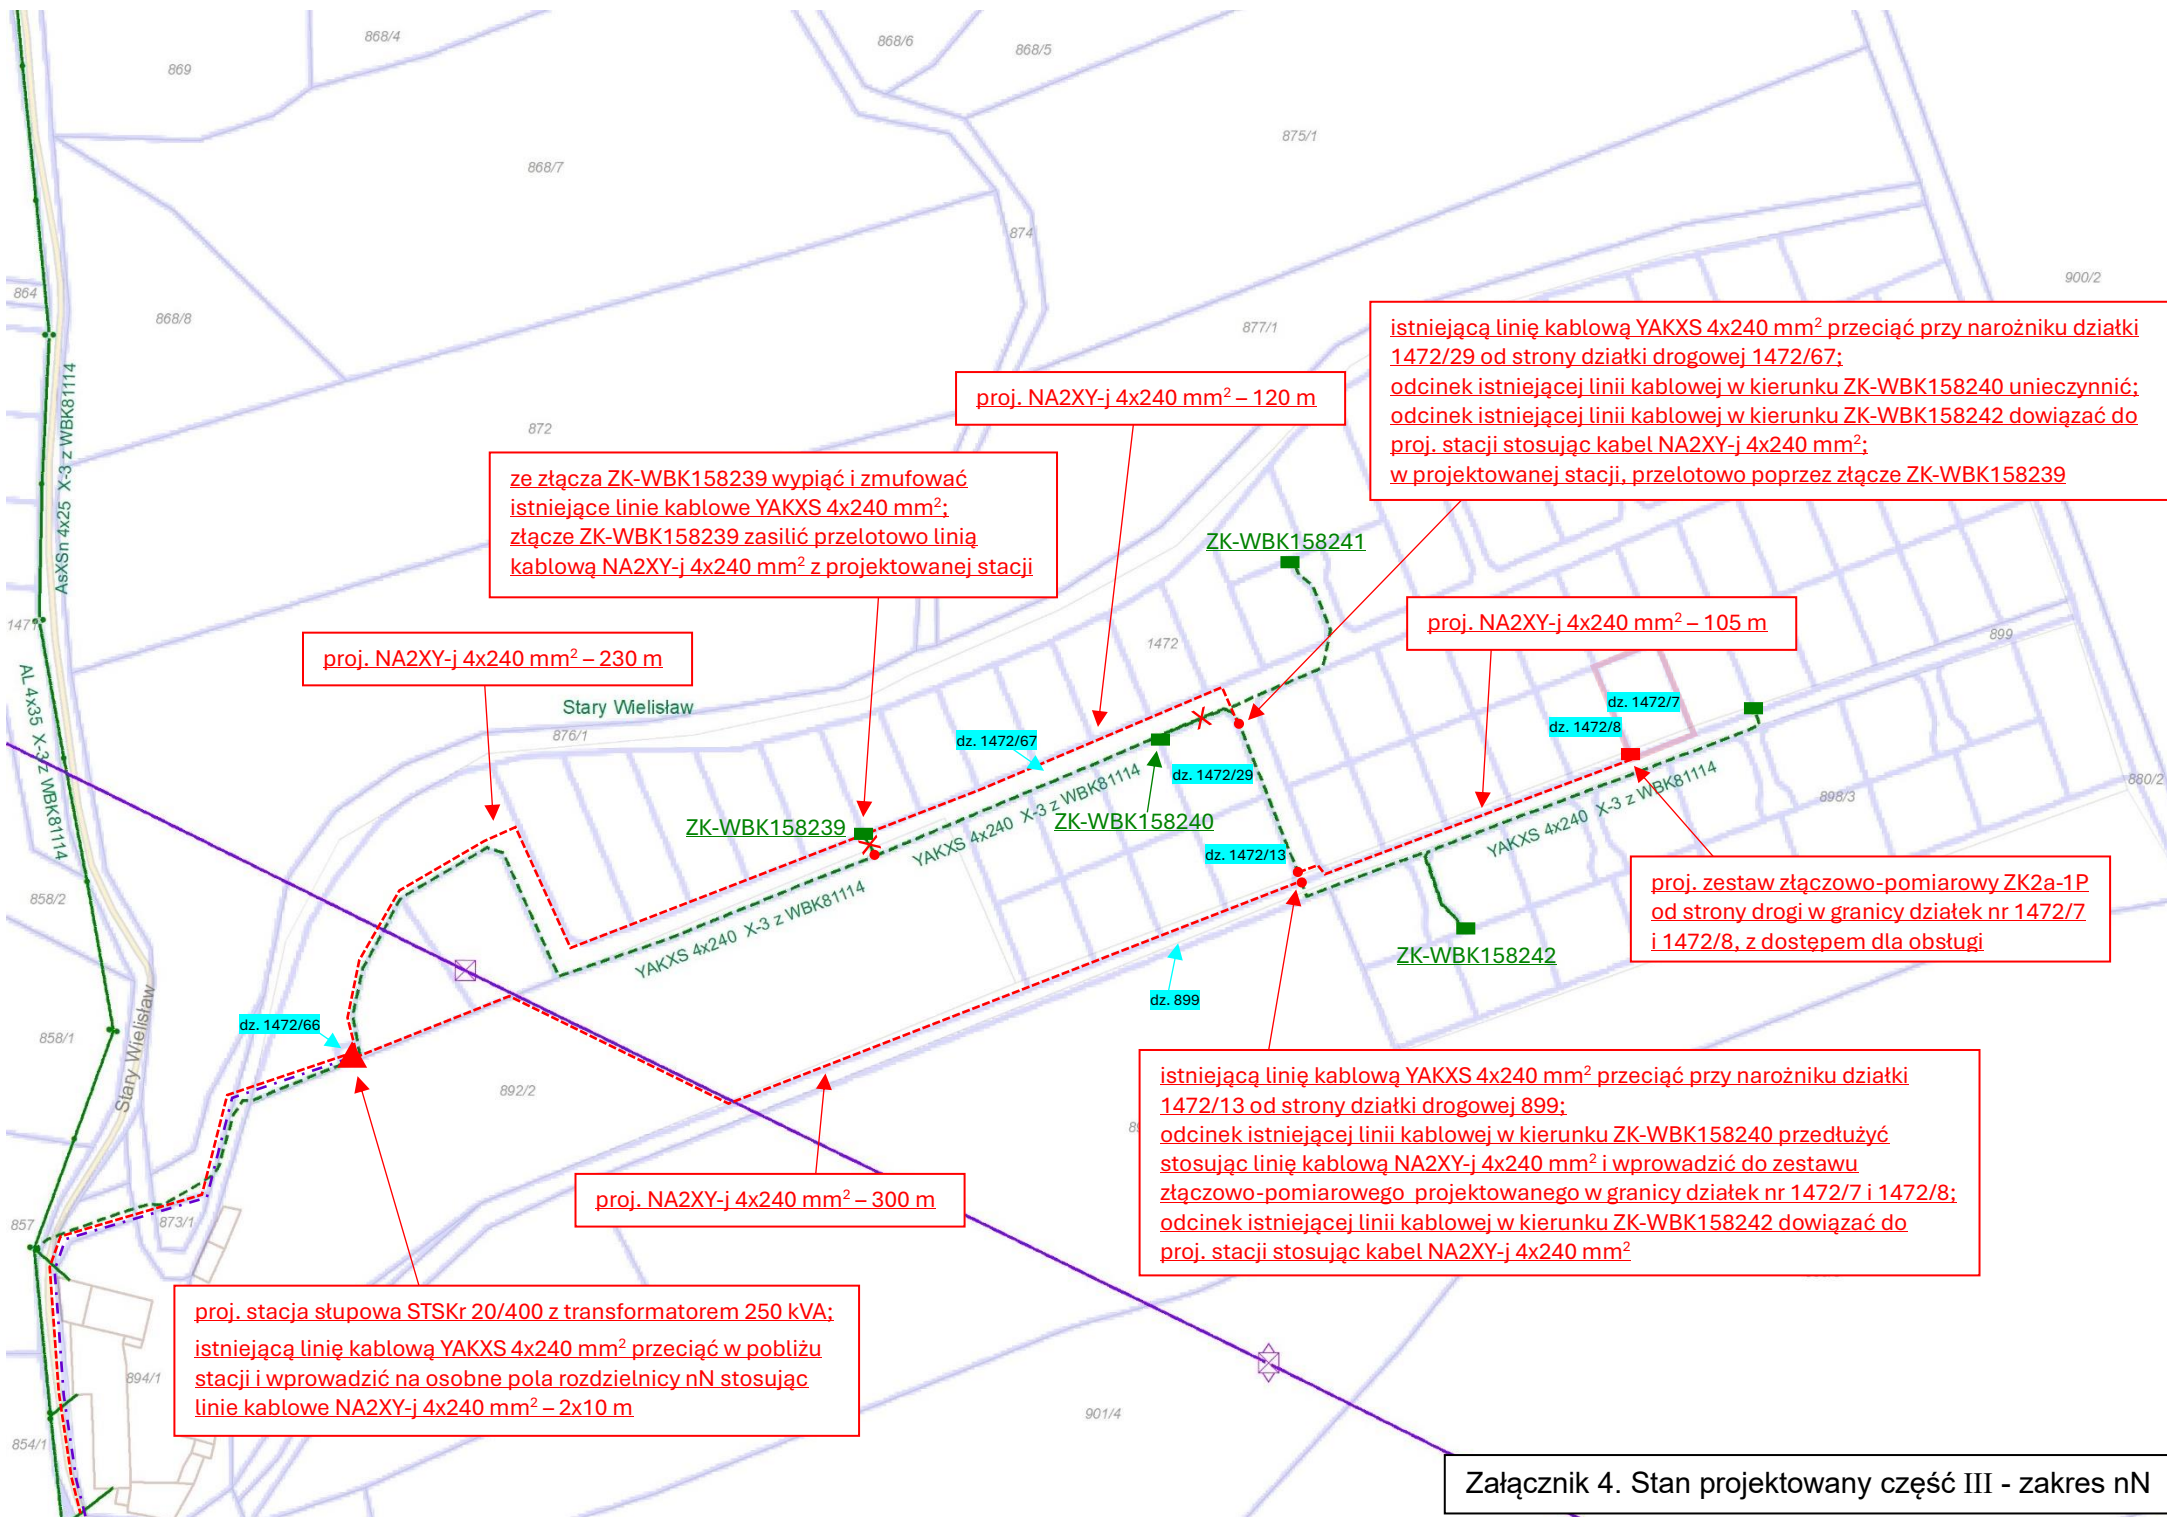 868/4
868/6
868/5
869
875/1
868/7
874
900/2
864
868/8
877/1
istniejącą linię kablową YAKXS 4x240 mm² przeciąć przy narożniku działki
1472/29 od strony działki drogowej 1472/67;
odcinek istniejącej linii kablowej w kierunku ZK-WBK158240 unieczynnić;
odcinek istniejącej linii kablowej w kierunku ZK-WBK158242 dowiązać do
proj. stacji stosując kabel NA2XY-j 4x240 mm²;
w projektowanej stacji, przelotowo poprzez złącze ZK-WBK158239
proj. NA2XY-j 4x240 mm² – 120 m
872
AsXSn 4x25 X-3 z WBK81114
ze złącza ZK-WBK158239 wypiąć i zmufować
istniejące linie kablowe YAKXS 4x240 mm²;
złącze ZK-WBK158239 zasilić przelotowo linią
kablową NA2XY-j 4x240 mm² z projektowanej stacji
ZK-WBK158241
1471
proj. NA2XY-j 4x240 mm² – 230 m
1472
proj. NA2XY-j 4x240 mm² – 105 m
899
AL 4x35 X-3 z WBK81114
Stary Wielisław
876/1
dz. 1472/67
dz. 1472/7
dz. 1472/8
dz. 1472/29
880/2
898/3
ZK-WBK158239
ZK-WBK158240
YAKXS 4x240 X-3 z WBK81114
YAKXS 4x240 X-3 z WBK81114
dz. 1472/13
858/2
proj. zestaw złączowo-pomiarowy ZK2a-1P
od strony drogi w granicy działek nr 1472/7
i 1472/8, z dostępem dla obsługi
YAKXS 4x240 X-3 z WBK81114
ZK-WBK158242
dz. 899
dz. 1472/66
858/1
Stary Wielisław
892/2
istniejącą linię kablową YAKXS 4x240 mm² przeciąć przy narożniku działki
1472/13 od strony działki drogowej 899;
odcinek istniejącej linii kablowej w kierunku ZK-WBK158240 przedłużyć
stosując linię kablową NA2XY-j 4x240 mm² i wprowadzić do zestawu
złączowo-pomiarowego projektowanego w granicy działek nr 1472/7 i 1472/8;
odcinek istniejącej linii kablowej w kierunku ZK-WBK158242 dowiązać do
proj. stacji stosując kabel NA2XY-j 4x240 mm²
proj. NA2XY-j 4x240 mm² – 300 m
857
873/1
proj. stacja słupowa STSKr 20/400 z transformatorem 250 kVA;
istniejącą linię kablową YAKXS 4x240 mm² przeciąć w pobliżu
stacji i wprowadzić na osobne pola rozdzielnicy nN stosując
linie kablowe NA2XY-j 4x240 mm² – 2x10 m
894/1
854/1
901/4
Załącznik 4. Stan projektowany część III - zakres nN